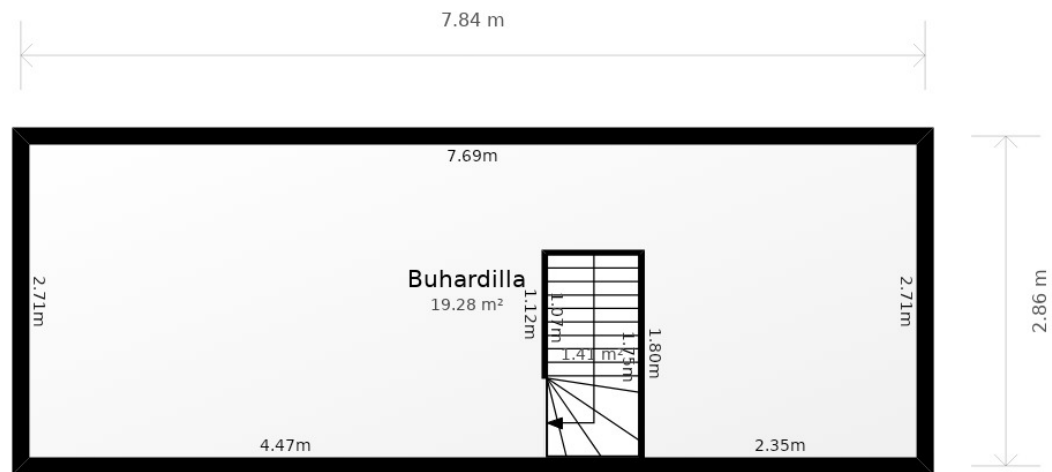 7.84 m
7.69m
2.71m
Buhardilla
19.28 m²
1.12m
1.07m
1.41 m²
1.75m
1.80m
2.71m
2.86 m
4.47m
2.35m